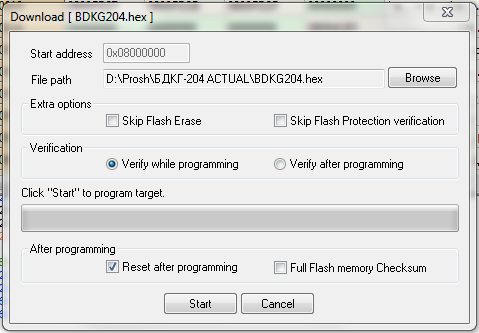 Download [ BDKG204.hex ]
Start address 0x08000000
File path D:\Prosh\БДКГ-204 ACTUAL\BDKG204.hex Browse
Extra options
Skip Flash Erase Skip Flash Protection verification
Verification
Verify while programming Verify after programming
Click "Start" to program target.
After programming
Reset after programming Full Flash memory Checksum
Start Cancel